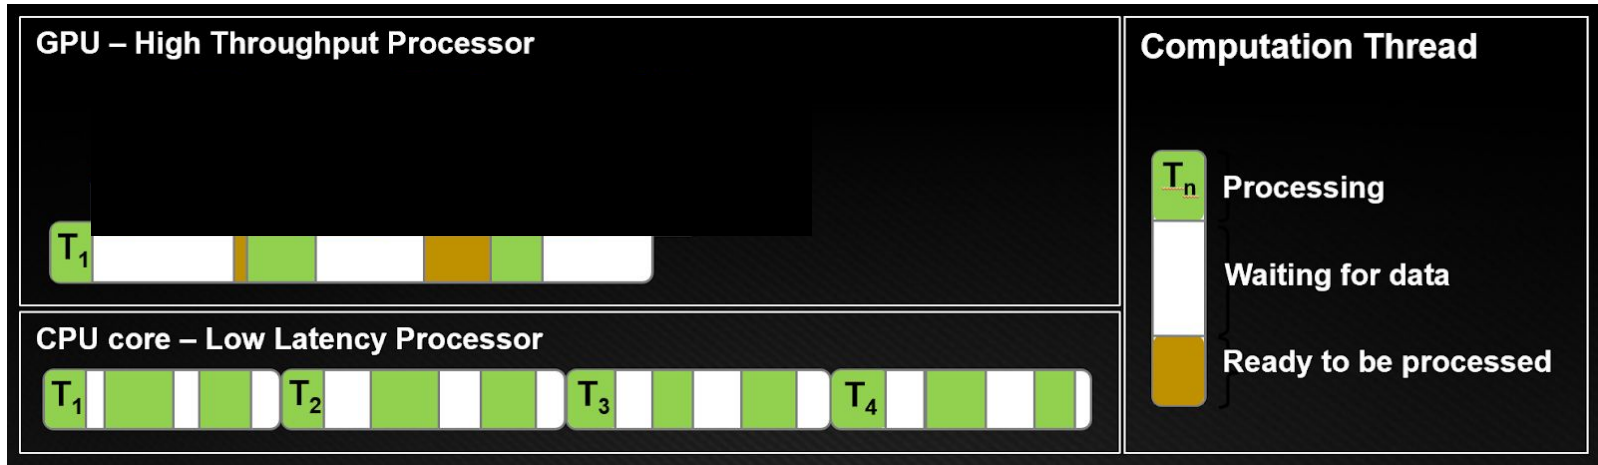 GPU – High Throughput Processor
T1
CPU core – Low Latency Processor
T1 T2 T3 T4
Computation Thread
Tn
Processing
Waiting for data
Ready to be processed